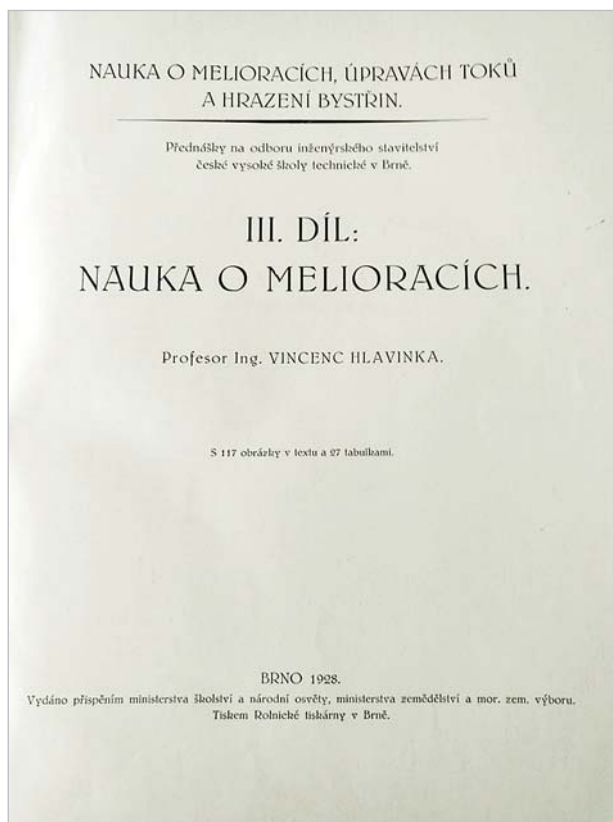 NAUKA O MELIORACÍCH, ÚPRAVÁCH TOKŮ
A HRAZENÍ BYSTŘIN.
Přednášky na odboru inženýrského stavitelství
české vysoké školy technické v Brně.
III. DÍL:
NAUKA O MELIORACÍCH.
Profesor Ing. VINCENC HLAVINKA.
S 117 obrázky v textu a 27 tabulkami.
BRNO 1928.
Vydáno přispěním ministerstva školství a národní osvěty, ministerstva zemědělství a mor. zem. výboru.
Tiskem Rolnické tiskárny v Brně.